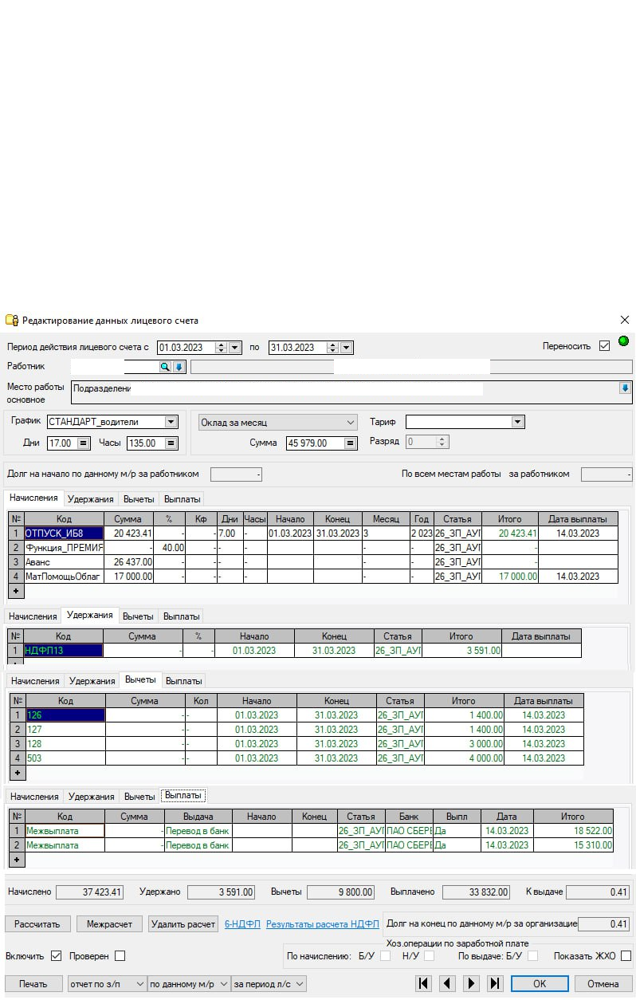 Редактирование данных лицевого счета
Период действия лицевого счета с 01.03.2023 по 31.03.2023 Переносить
Работник
Место работы Подразделени
основное
График СТАНДАРТ_водители Оклад за месяц Тариф
Дни 17.00 Часы 135.00 Сумма 45 979.00 Разряд 0
Долг на начало по данному м/р за работником - По всем местам работы за работником -
Начисления Удержания Вычеты Выплаты
№ Код Сумма % Кф Дни Часы Начало Конец Месяц Год Статья Итого Дата выплаты
1 ОТПУСК_ИБ8 20 423.41 - - 7.00 - 01.03.2023 31.03.2023 3 2 023 26_ЗП_АУП 20 423.41 14.03.2023
2 Функция_ПРЕМИЯ - 40.00 - - - - - 26_ЗП_АУП -
3 Аванс 26 437.00 - - - - - - 26_ЗП_АУП -
4 МатПомощьОблаг 17 000.00 - - - - - - 26_ЗП_АУП 17 000.00 14.03.2023
+
Начисления Удержания Вычеты Выплаты
№ Код Сумма % Начало Конец Статья Итого Дата выплаты
1 НДФЛ13 - - 01.03.2023 31.03.2023 26_ЗП_АУП 3 591.00
Начисления Удержания Вычеты Выплаты
№ Код Сумма Кол Начало Конец Статья Итого Дата выплаты
1 126 - - 01.03.2023 31.03.2023 26_ЗП_АУП 1 400.00 14.03.2023
2 127 - - 01.03.2023 31.03.2023 26_ЗП_АУП 1 400.00 14.03.2023
3 128 - - 01.03.2023 31.03.2023 26_ЗП_АУП 3 000.00 14.03.2023
4 503 - - 01.03.2023 31.03.2023 26_ЗП_АУП 4 000.00 14.03.2023
+
Начисления Удержания Вычеты Выплаты
№ Код Сумма Выдача Начало Конец Статья Банк Выпл Дата Итого
1 Межвыплата - Перевод в банк 26_ЗП_АУП ПАО СБЕРБ Да 14.03.2023 18 522.00
2 Межвыплата - Перевод в банк 26_ЗП_АУП ПАО СБЕРБ Да 14.03.2023 15 310.00
+
Начислено 37 423.41 Удержано 3 591.00 Вычеты 9 800.00 Выплачено 33 832.00 К выдаче 0.41
Рассчитать Межрасчет Удалить расчет 6-НДФЛ Результаты расчета НДФЛ Долг на конец по данному м/р за организацие 0.41
Хоз.операции по заработной плате
Включить Проверен По начислению: Б/У Н/У По выдаче: Б/У Показать ЖХО
Печать отчет по з/п по данному м/р за период л/с OK Отмена